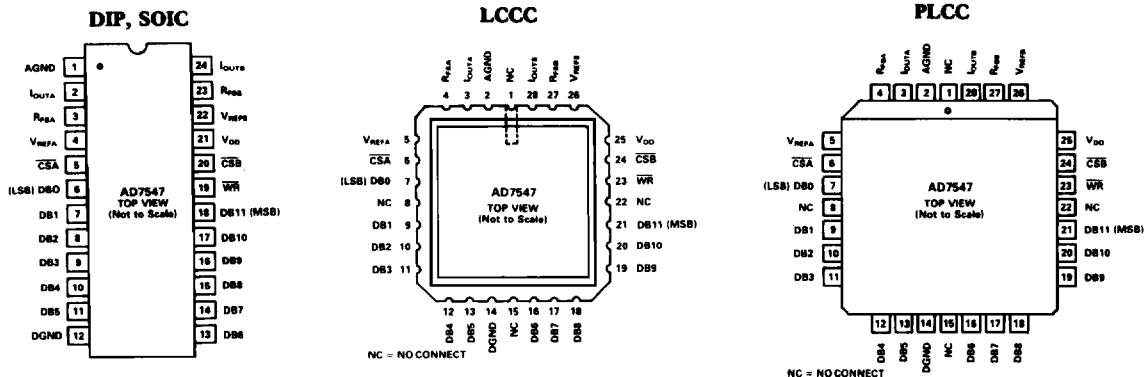 DIP, SOIC
AGND 1
IOUTA 2
RFBA 3
VREFA 4
CSA 5
(LSB) DB0 6
DB1 7
DB2 8
DB3 9
DB4 10
DB5 11
DGND 12
AD7547
TOP VIEW
(Not to Scale)
24 IOUTB
23 RFBB
22 VREFB
21 VDD
20 CSB
19 WR
18 DB11 (MSB)
17 DB10
16 DB9
15 DB8
14 DB7
13 DB6
LCCC
RFBA IOUTA AGND NC IOUTB RFBB VREFB
4 3 2 1 28 27 26
VREFA 5
CSA 6
(LSB) DB0 7
NC 8
DB1 9
DB2 10
DB3 11
AD7547
TOP VIEW
(Not to Scale)
25 VDD
24 CSB
23 WR
22 NC
21 DB11 (MSB)
20 DB10
19 DB9
12 13 14 15 16 17 18
DB4 DB5 DGND NC DB6 DB7 DB8
NC = NO CONNECT
PLCC
RFBA IOUTA AGND NC IOUTB RFBB VREFB
4 3 2 1 28 27 26
VREFA 5
CSA 6
(LSB) DB0 7
NC 8
DB1 9
DB2 10
DB3 11
AD7547
TOP VIEW
(Not to Scale)
25 VDD
24 CSB
23 WR
22 NC
21 DB11 (MSB)
20 DB10
19 DB9
12 13 14 15 16 17 18
DB4 DB5 DGND NC DB6 DB7 DB8
NC = NO CONNECT